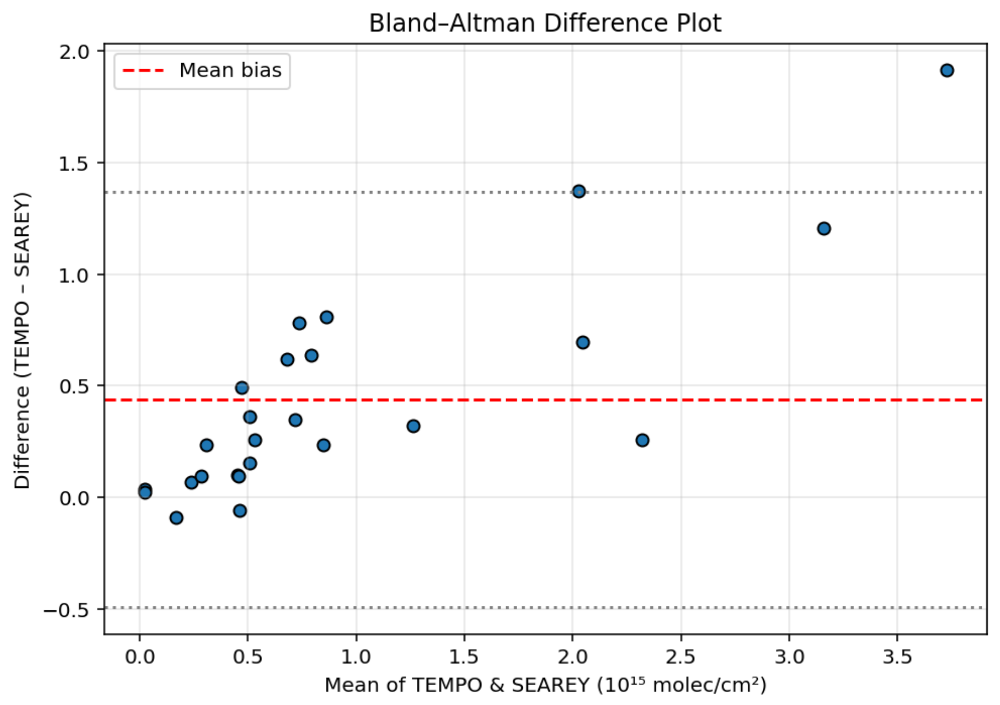 Bland–Altman Difference Plot
Mean bias
2.0
1.5
1.0
0.5
0.0
−0.5
Difference (TEMPO – SEAREY)
0.0 0.5 1.0 1.5 2.0 2.5 3.0 3.5
Mean of TEMPO & SEAREY (10¹⁵ molec/cm²)